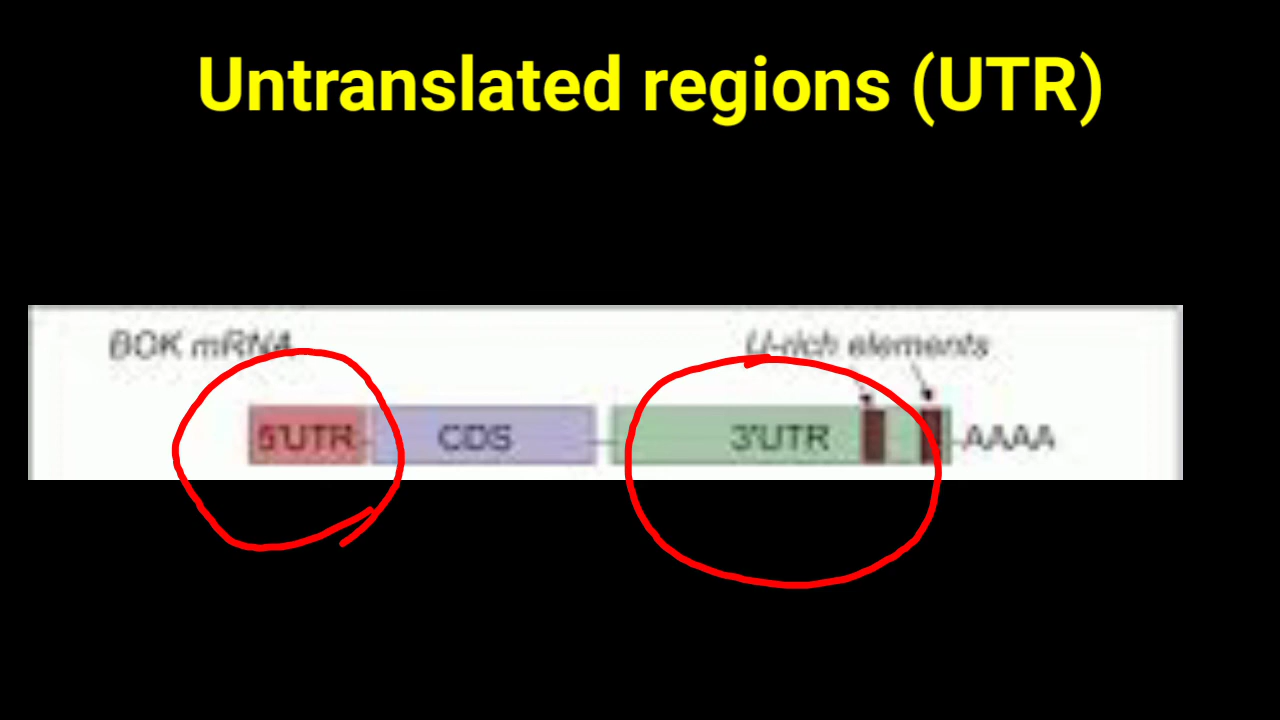 Untranslated regions (UTR)
BOK mRNA
U-rich elements
5'UTR
CDS
3'UTR
AAAA